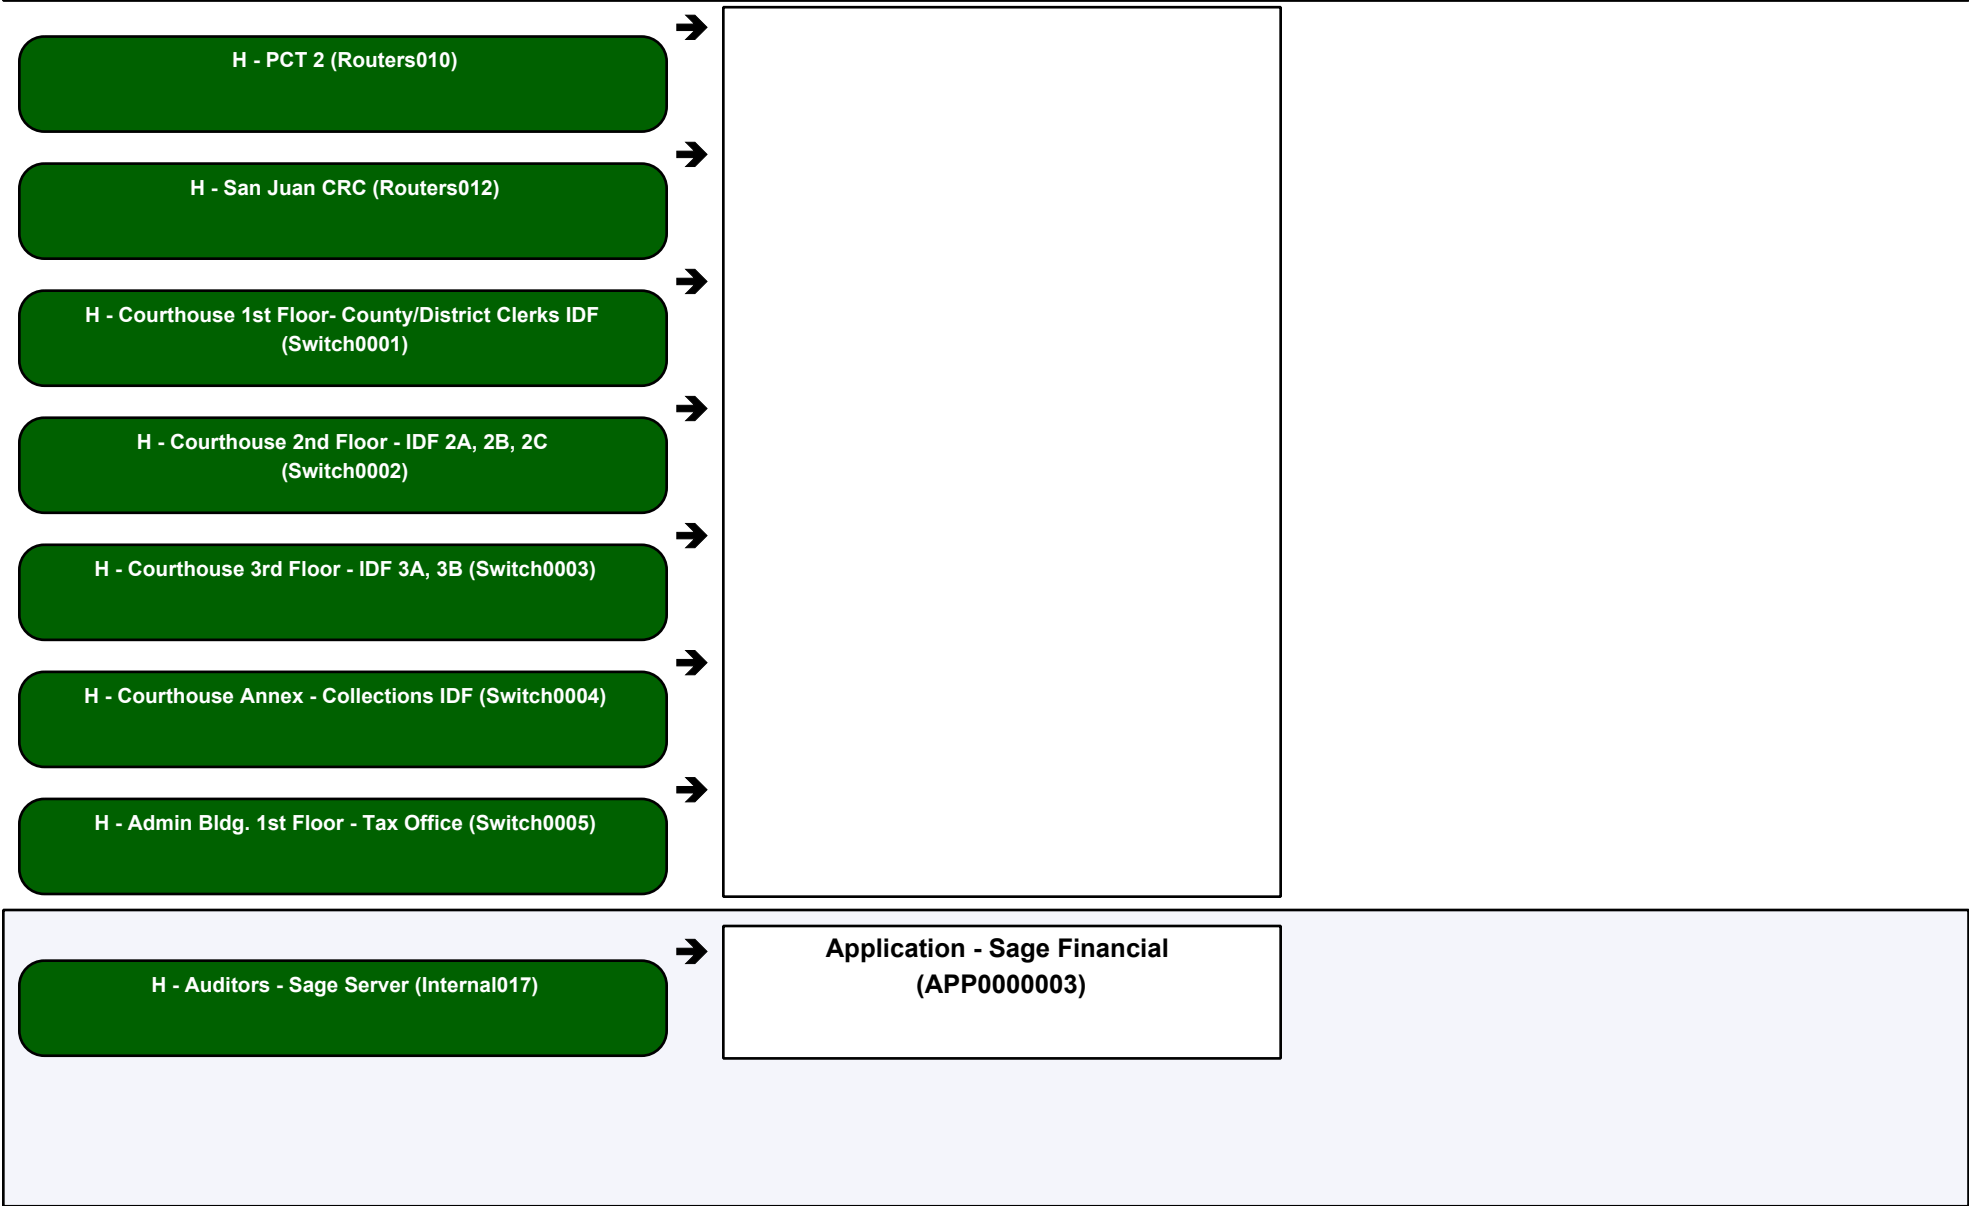 H - PCT 2 (Routers010)
H - San Juan CRC (Routers012)
H - Courthouse 1st Floor- County/District Clerks IDF
(Switch0001)
H - Courthouse 2nd Floor - IDF 2A, 2B, 2C
(Switch0002)
H - Courthouse 3rd Floor - IDF 3A, 3B (Switch0003)
H - Courthouse Annex - Collections IDF (Switch0004)
H - Admin Bldg. 1st Floor - Tax Office (Switch0005)
H - Auditors - Sage Server (Internal017)
Application - Sage Financial
(APP0000003)